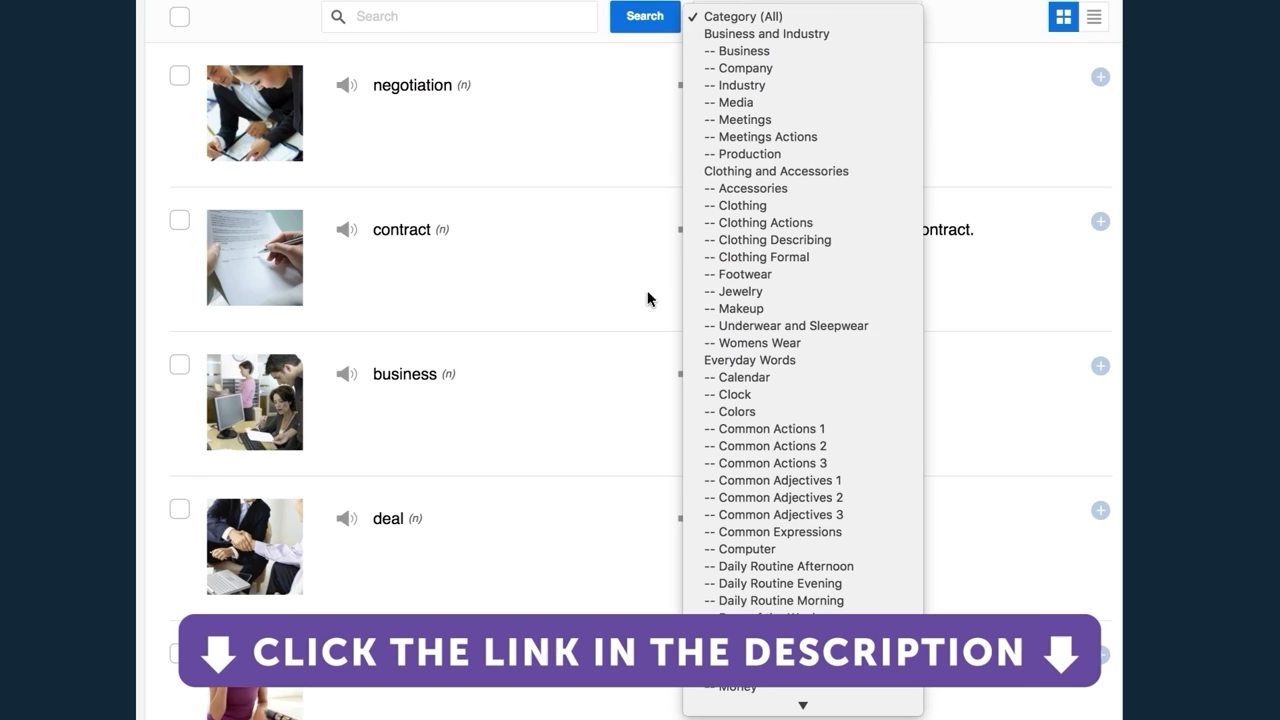 Search
Search
✓ Category (All)
Business and Industry
-- Business
-- Company
-- Industry
-- Media
-- Meetings
-- Meetings Actions
-- Production
Clothing and Accessories
-- Accessories
-- Clothing
-- Clothing Actions
-- Clothing Describing
-- Clothing Formal
-- Footwear
-- Jewelry
-- Makeup
-- Underwear and Sleepwear
-- Womens Wear
Everyday Words
-- Calendar
-- Clock
-- Colors
-- Common Actions 1
-- Common Actions 2
-- Common Actions 3
-- Common Adjectives 1
-- Common Adjectives 2
-- Common Adjectives 3
-- Common Expressions
-- Computer
-- Daily Routine Afternoon
-- Daily Routine Evening
-- Daily Routine Morning
-- Money
negotiation (n)
contract (n)
ontract.
business (n)
deal (n)
CLICK THE LINK IN THE DESCRIPTION